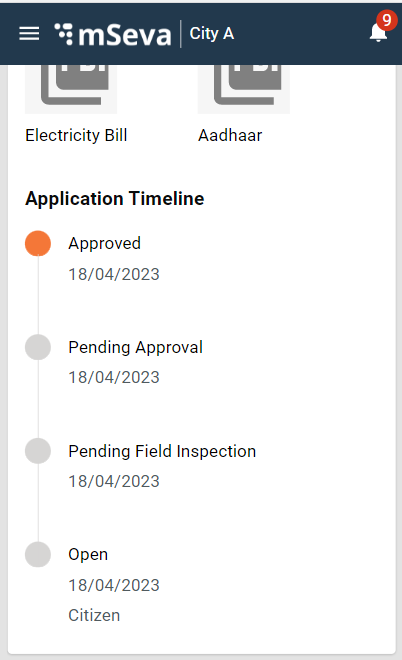 mSeva City A 9
Electricity Bill Aadhaar
Application Timeline
Approved
18/04/2023
Pending Approval
18/04/2023
Pending Field Inspection
18/04/2023
Open
18/04/2023
Citizen